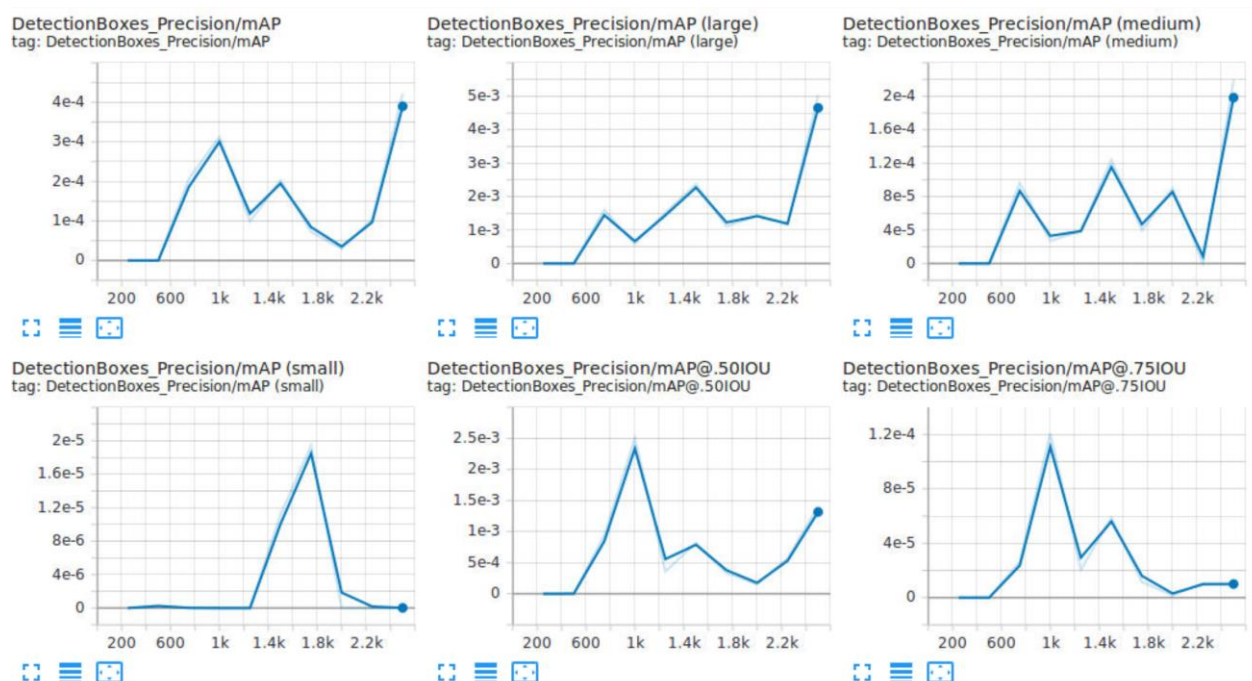 DetectionBoxes_Precision/mAP
tag: DetectionBoxes_Precision/mAP
4e-4
3e-4
2e-4
1e-4
0
200 600 1k 1.4k 1.8k 2.2k
DetectionBoxes_Precision/mAP (large)
tag: DetectionBoxes_Precision/mAP (large)
5e-3
4e-3
3e-3
2e-3
1e-3
0
200 600 1k 1.4k 1.8k 2.2k
DetectionBoxes_Precision/mAP (medium)
tag: DetectionBoxes_Precision/mAP (medium)
2e-4
1.6e-4
1.2e-4
8e-5
4e-5
0
200 600 1k 1.4k 1.8k 2.2k
DetectionBoxes_Precision/mAP (small)
tag: DetectionBoxes_Precision/mAP (small)
2e-5
1.6e-5
1.2e-5
8e-6
4e-6
0
200 600 1k 1.4k 1.8k 2.2k
DetectionBoxes_Precision/mAP@.50IOU
tag: DetectionBoxes_Precision/mAP@.50IOU
2.5e-3
2e-3
1.5e-3
1e-3
5e-4
0
200 600 1k 1.4k 1.8k 2.2k
DetectionBoxes_Precision/mAP@.75IOU
tag: DetectionBoxes_Precision/mAP@.75IOU
1.2e-4
8e-5
4e-5
0
200 600 1k 1.4k 1.8k 2.2k